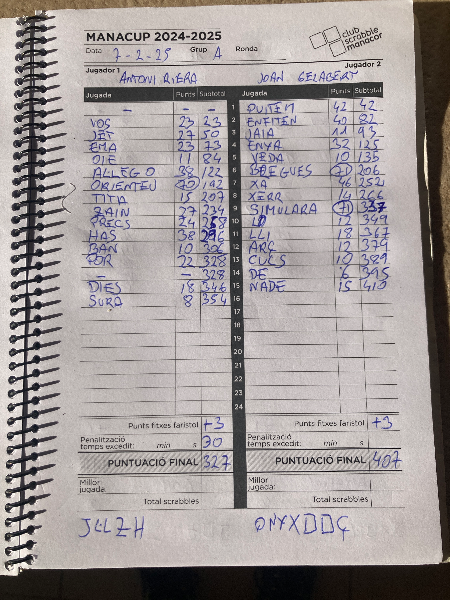 MANACUP 2024-2025
club scrabble manacor
Data 7-2-25 Grup A Ronda
Jugador 1 ANTONI RIERA Jugador 2 JOAN GELABERT
Jugada Punts Subtotal Jugada Punts Subtotal
- - - 1 DUITEM 42 42
VOS 23 23 2 ENFITEN 40 82
JET 27 50 3 JAIA 11 93
EMA 23 73 4 ENYA 32 125
OIE 11 84 5 VEDA 10 135
ALLEGO 38 122 6 BLEGUES 71 206
ORIENTEU 70 192 7 XA 46 252
TITA 15 207 8 XERR 14 266
ZAIN 27 234 9 SIMULARA 71 337
PRECS 24 258 10 LO 12 349
HAS 38 296 11 LLI 18 367
BAN 10 306 12 ARÇ 12 379
FOR 22 328 13 CUCS 10 389
- - 328 14 DE 6 395
DIES 18 346 15 NADE 15 410
SURA 8 354 16
17
18
19
20
21
22
23
24
Punts fitxes faristol +3 Punts fitxes faristol +3
Penalització temps excedit: min s 30 Penalització temps excedit: min s
PUNTUACIÓ FINAL 327 PUNTUACIÓ FINAL 407
Millor jugada: Millor jugada:
Total scrabbles Total scrabbles